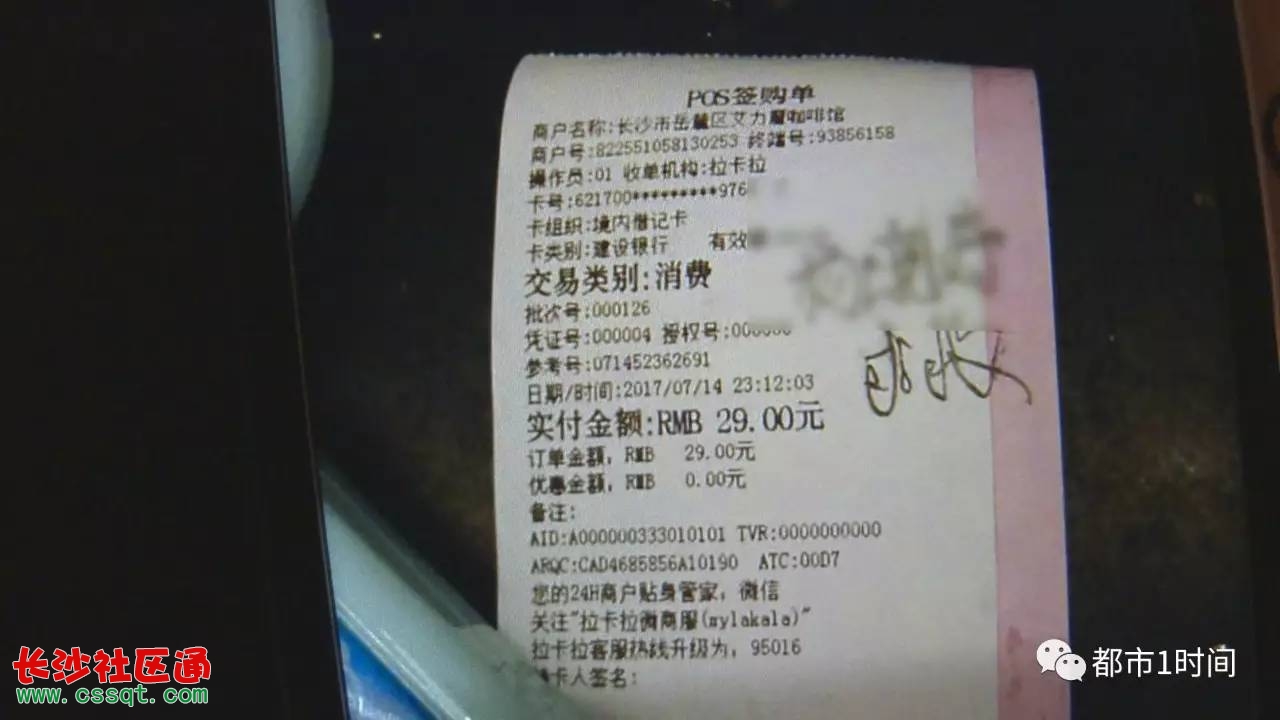 POS签购单
商户名称:长沙市岳麓区艾力魔咖啡馆
商户号:822551058130253 终端号:93856158
操作员:01 收单机构:拉卡拉
卡号:621700*********976
卡组织:境内借记卡
卡类别:建设银行 有效
交易类别:消费
批次号:000126
凭证号:000004 授权号:000000
参考号:071452362691
日期/时间:2017/07/14 23:12:03
实付金额:RMB 29.00元
订单金额, RMB 29.00元
优惠金额, RMB 0.00元
备注:
AID:A000000333010101 TVR:0000000000
ARQC:CAD4685856A10190 ATC:00D7
您的24H商户贴身管家, 微信
关注"拉卡拉微商服(mylakala)"
拉卡拉客服热线升级为, 95016
卡人签名:
长沙社区通
www.cssqt.com
都市1时间